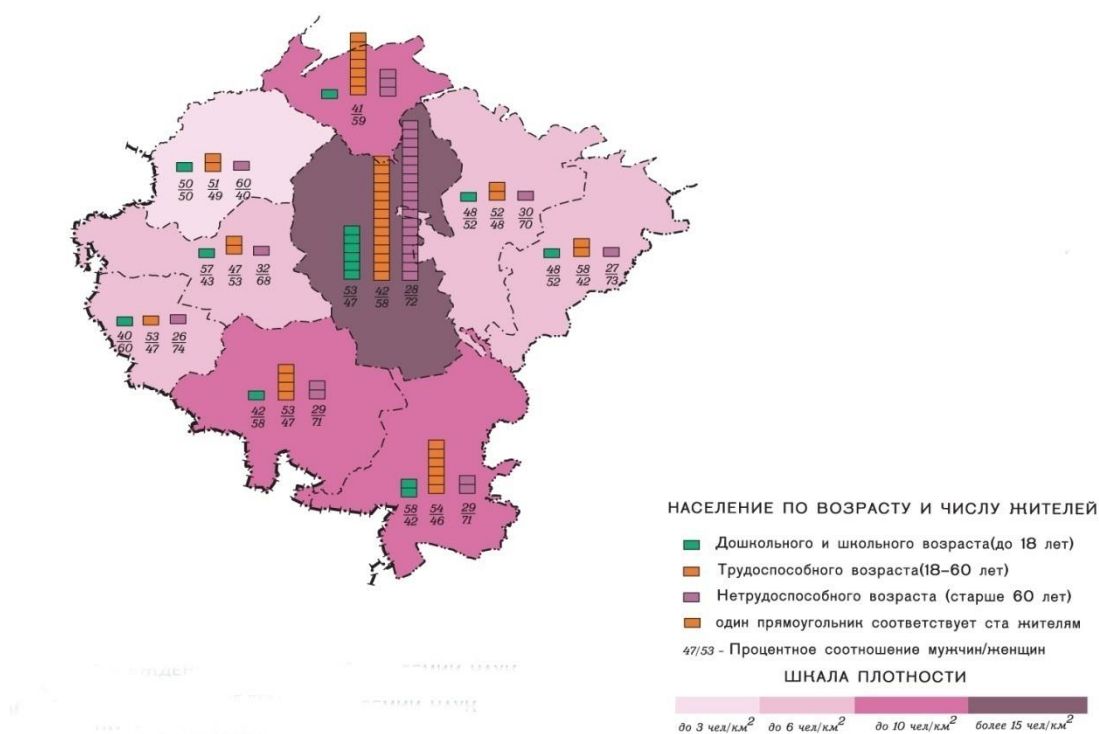 41
59
50 51 60
50 49 40
48 52 30
52 48 70
57 47 32
43 53 68
48 58 27
52 42 73
53 42 28
47 58 72
40 53 26
60 47 74
42 53 29
58 47 71
58 54 29
42 46 71
НАСЕЛЕНИЕ ПО ВОЗРАСТУ И ЧИСЛУ ЖИТЕЛЕЙ
Дошкольного и школьного возраста(до 18 лет)
Трудоспособного возраста(18-60 лет)
Нетрудоспособного возраста (старше 60 лет)
один прямоугольник соответствует ста жителям
47/53 - Процентное соотношение мужчин/женщин
ШКАЛА ПЛОТНОСТИ
до 3 чел/км² до 6 чел/км² до 10 чел/км² более 15 чел/км²